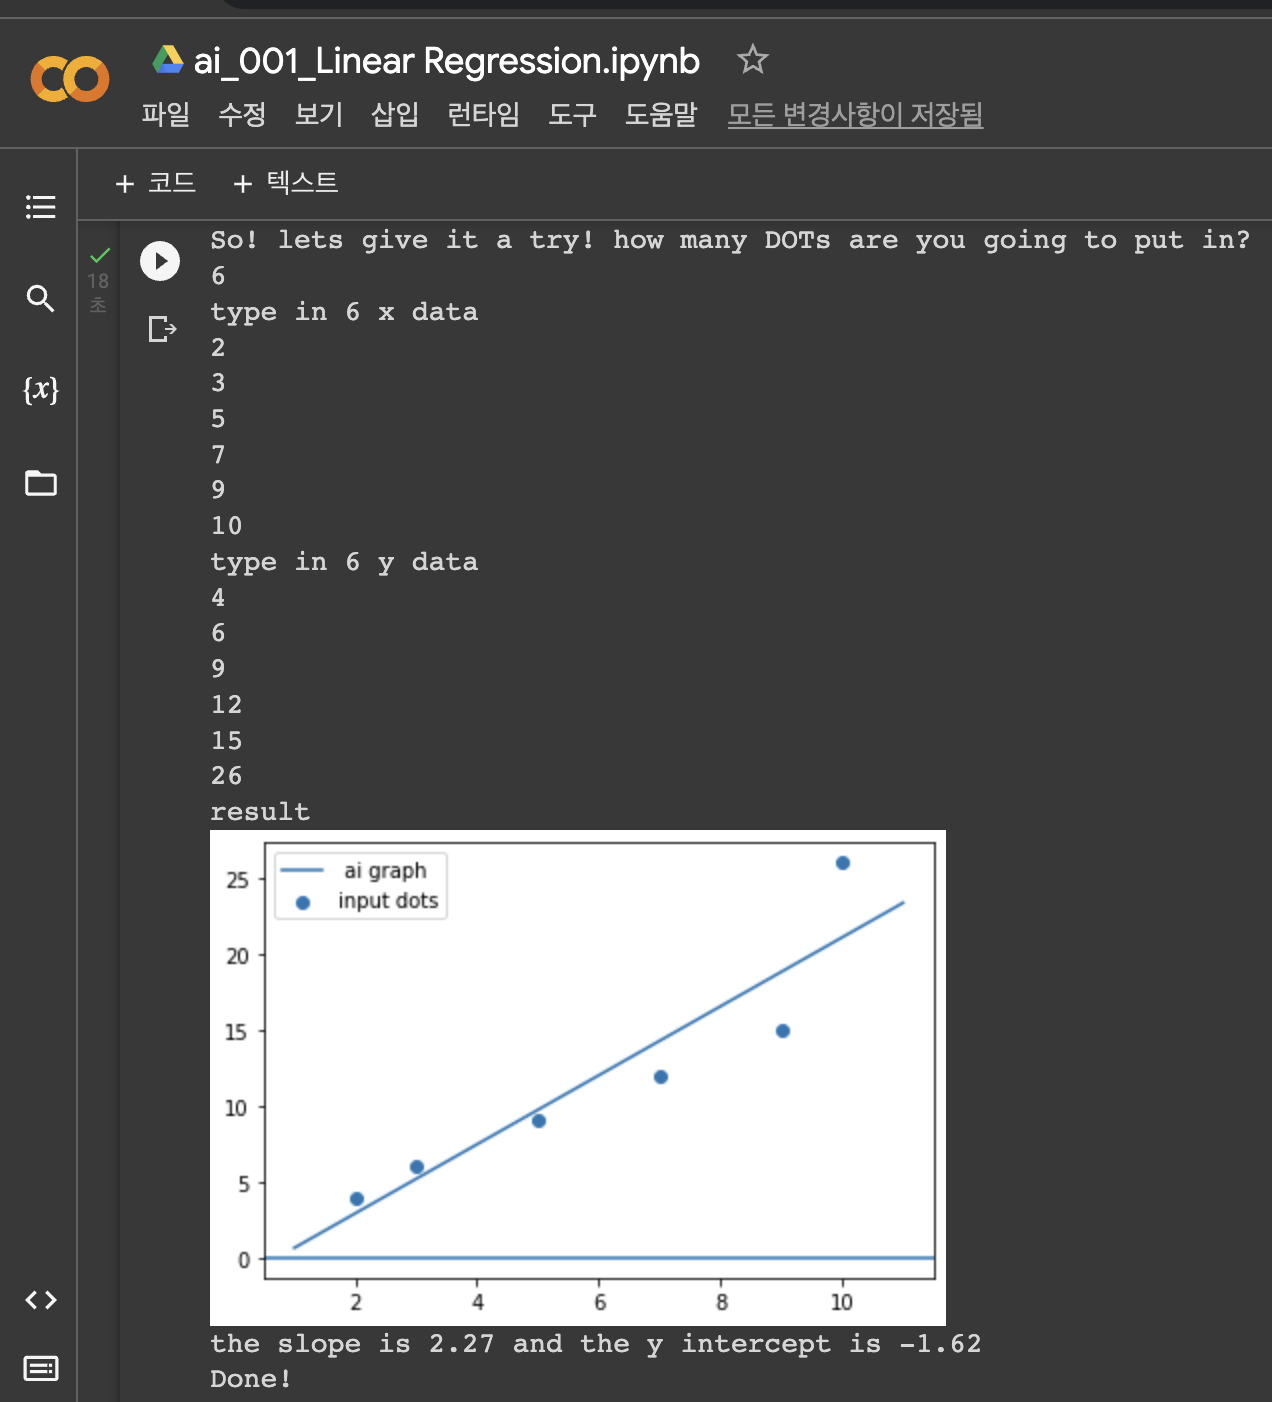 ai_001_Linear Regression.ipynb
파일 수정 보기 삽입 런타임 도구 도움말 모든 변경사항이 저장됨
+ 코드 + 텍스트
18
초
{x}
So! lets give it a try! how many DOTs are you going to put in?
6
type in 6 x data
2
3
5
7
9
10
type in 6 y data
4
6
9
12
15
26
result
ai graph
input dots
25
20
15
10
5
0
2 4 6 8 10
the slope is 2.27 and the y intercept is -1.62
Done!